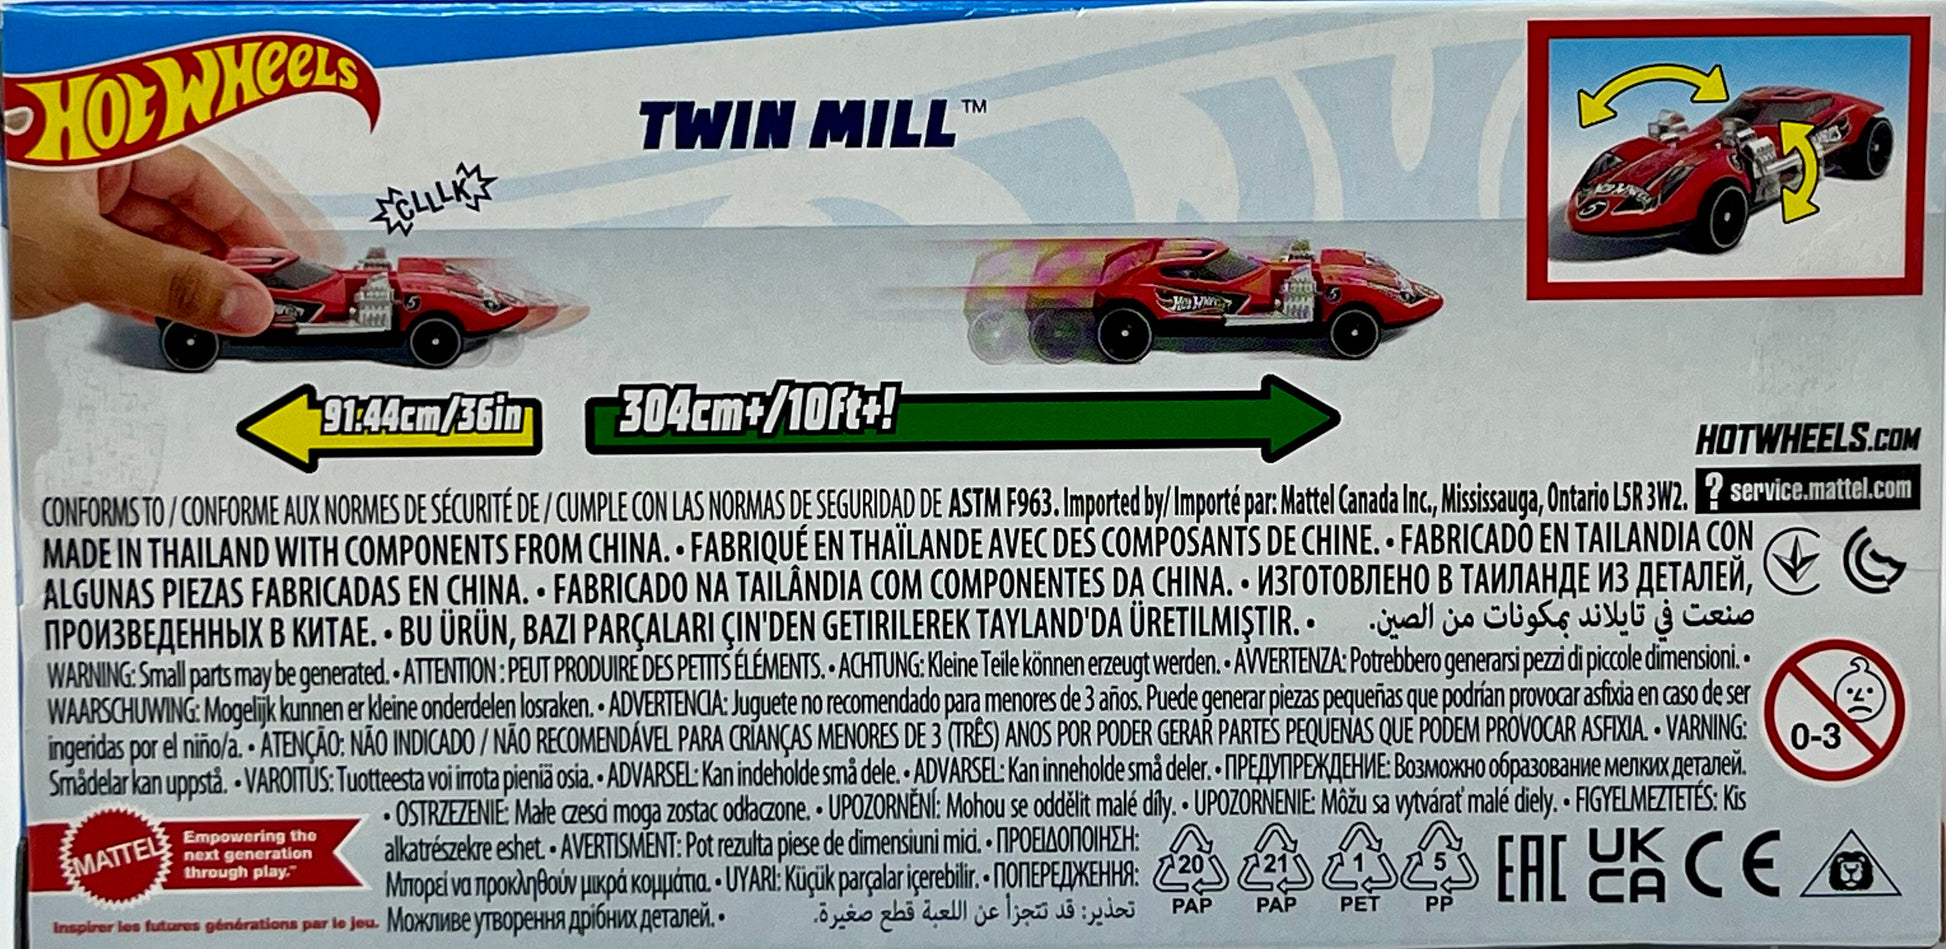 HOT WHEELS
TWIN MILL™
CLLLK
HOT WHEELS
5
HOT WHEELS
5
91.44cm/36in
304cm+/10Ft+!
HOTWHEELS.COM
? service.mattel.com
CONFORMS TO / CONFORME AUX NORMES DE SÉCURITÉ DE / CUMPLE CON LAS NORMAS DE SEGURIDAD DE ASTM F963. Imported by/ Importé par: Mattel Canada Inc., Mississauga, Ontario L5R 3W2.
MADE IN THAILAND WITH COMPONENTS FROM CHINA. • FABRIQUÉ EN THAÏLANDE AVEC DES COMPOSANTS DE CHINE. • FABRICADO EN TAILANDIA CON
ALGUNAS PIEZAS FABRICADAS EN CHINA. • FABRICADO NA TAILÂNDIA COM COMPONENTES DA CHINA. • ИЗГОТОВЛЕНО В ТАИЛАНДЕ ИЗ ДЕТАЛЕЙ,
ПРОИЗВЕДЕННЫХ В КИТАЕ. • BU ÜRÜN, BAZI PARÇALARI ÇIN'DEN GETIRILEREK TAYLAND'DA ÜRETILMIŞTIR. • صنعت في تايلاند بمكونات من الصين.
WARNING: Small parts may be generated. • ATTENTION : PEUT PRODUIRE DES PETITS ÉLÉMENTS. • ACHTUNG: Kleine Teile können erzeugt werden. • AVVERTENZA: Potrebbero generarsi pezzi di piccole dimensioni. •
WAARSCHUWING: Mogelijk kunnen er kleine onderdelen losraken. • ADVERTENCIA: Juguete no recomendado para menores de 3 años. Puede generar piezas pequeñas que podrían provocar asfixia en caso de ser
ingeridas por el niño/a. • ATENÇÃO: NÃO INDICADO / NÃO RECOMENDÁVEL PARA CRIANÇAS MENORES DE 3 (TRÊS) ANOS POR PODER GERAR PARTES PEQUENAS QUE PODEM PROVOCAR ASFIXIA. • VARNING:
Smådelar kan uppstå. • VAROITUS: Tuotteesta voi irrota pieniä osia. • ADVARSEL: Kan indeholde små dele. • ADVARSEL: Kan inneholde små deler. • ПРЕДУПРЕЖДЕНИЕ: Возможно образование мелких деталей.
• OSTRZEZENIE: Małe czesci moga zostac odłaczone. • UPOZORNĚNÍ: Mohou se oddělit malé díly. • UPOZORNENIE: Môžu sa vytvárať malé diely. • FIGYELMEZTETÉS: Kis
alkatrészekre eshet. • AVERTISMENT: Pot rezulta piese de dimensiuni mici. • ΠΡΟΕΙΔΟΠΟΙΗΣΗ:
Μπορεί να προκληθούν μικρά κομμάτια. • UYARI: Küçük parçalar içerebilir. • ПОПЕРЕДЖЕННЯ:
Можливе утворення дрібних деталей. • تحذير: قد تتجزأ عن اللعبة قطع صغيرة.
0-3
MATTEL
Empowering the
next generation
through play.™
Inspirer les futures générations par le jeu.
20 PAP
21 PAP
1 PET
5 PP
EAC
UK
CA
CE